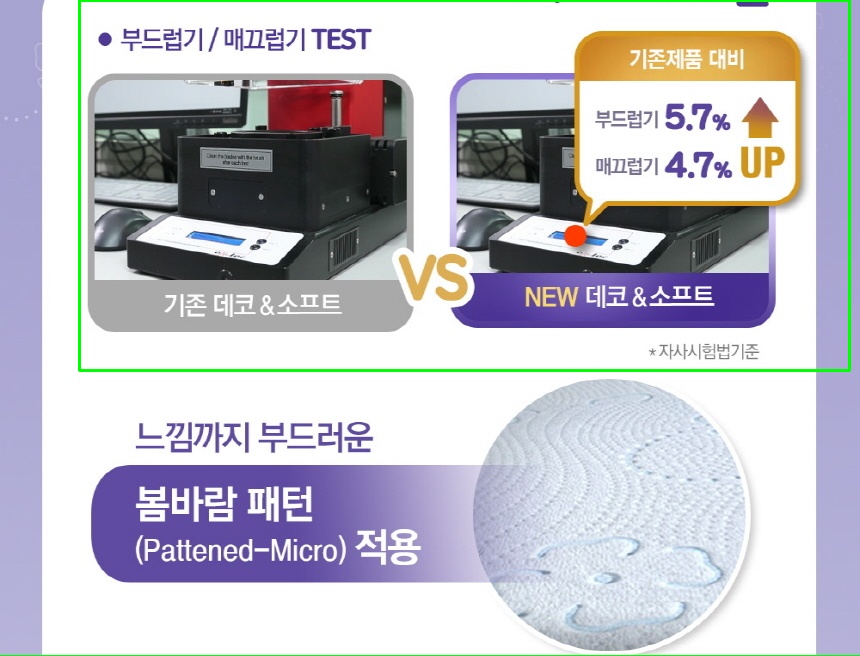 부드럽기 / 매끄럽기 TEST
기존제품 대비
부드럽기 5.7%
매끄럽기 4.7% UP
기존 데코 & 소프트
VS
NEW 데코 & 소프트
*자사시험법기준
느낌까지 부드러운
봄바람 패턴
(Pattened-Micro) 적용